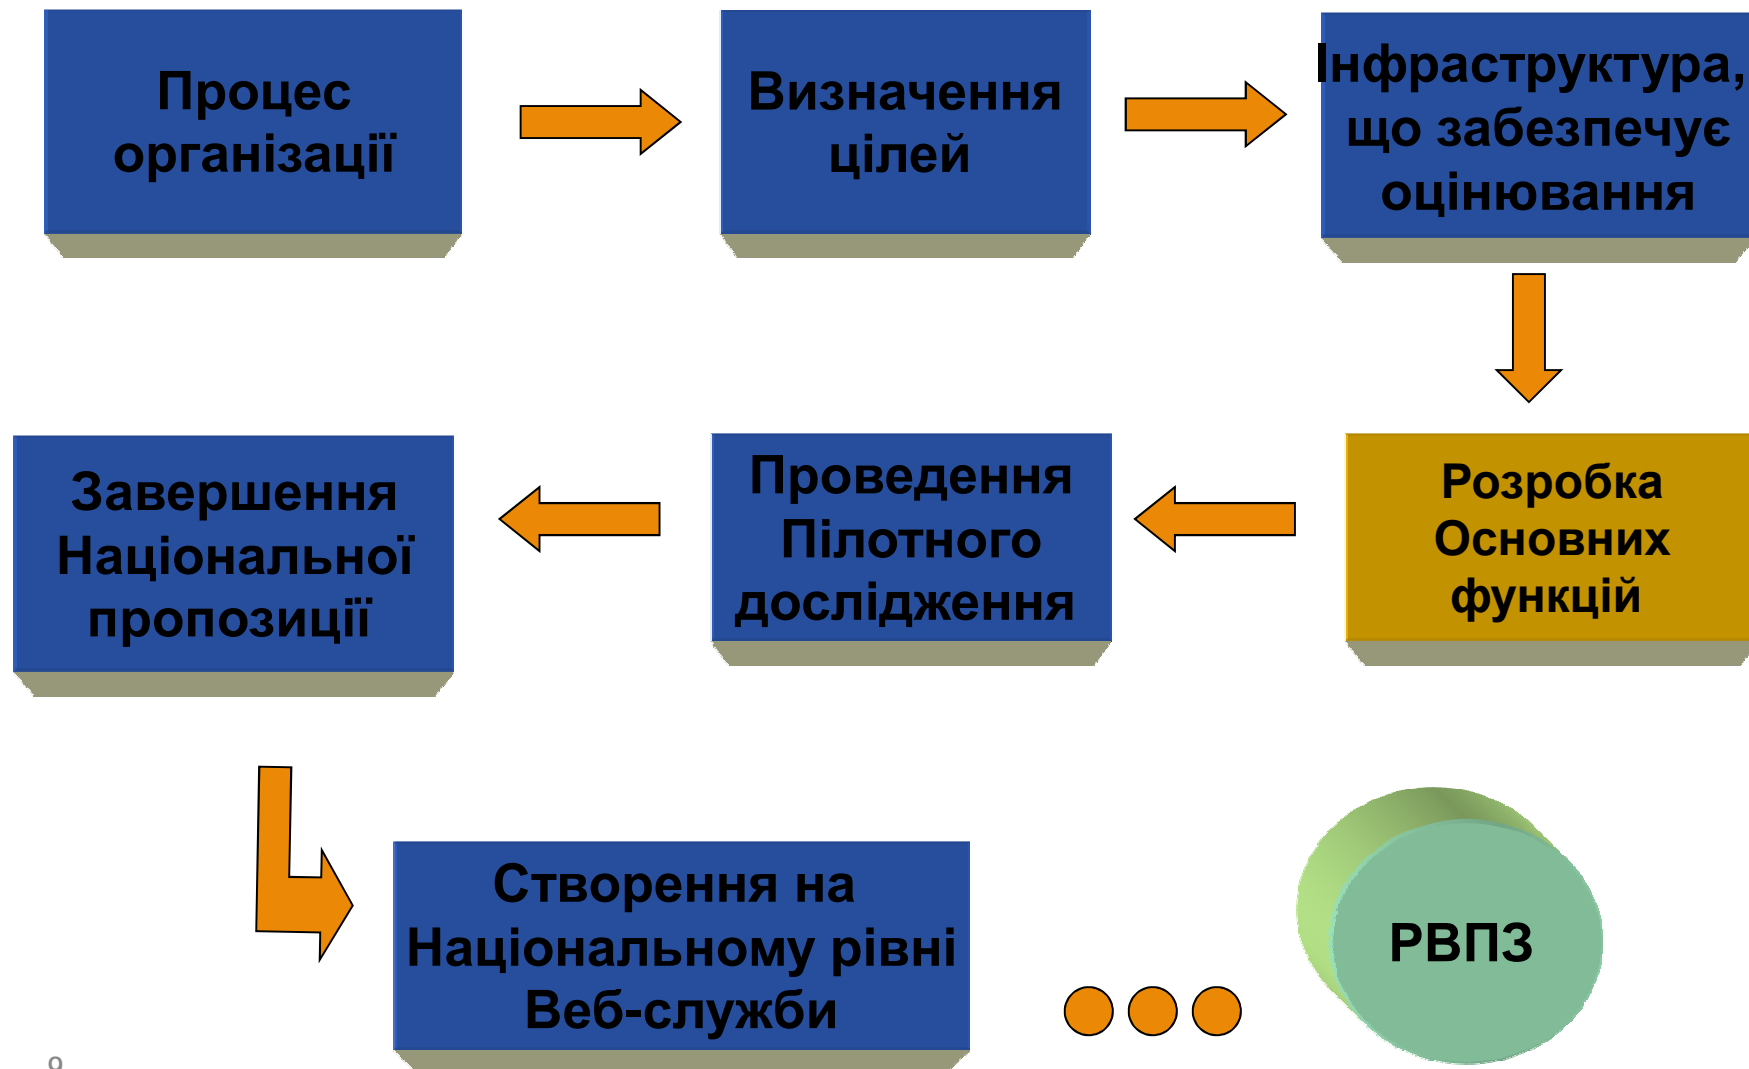 Процес
організації
Визначення
цілей
Інфраструктура,
що забезпечує
оцінювання
Розробка
Основних
функцій
Проведення
Пілотного
дослідження
Завершення
Національної
пропозиції
Створення на
Національному рівні
Веб-служби
РВПЗ